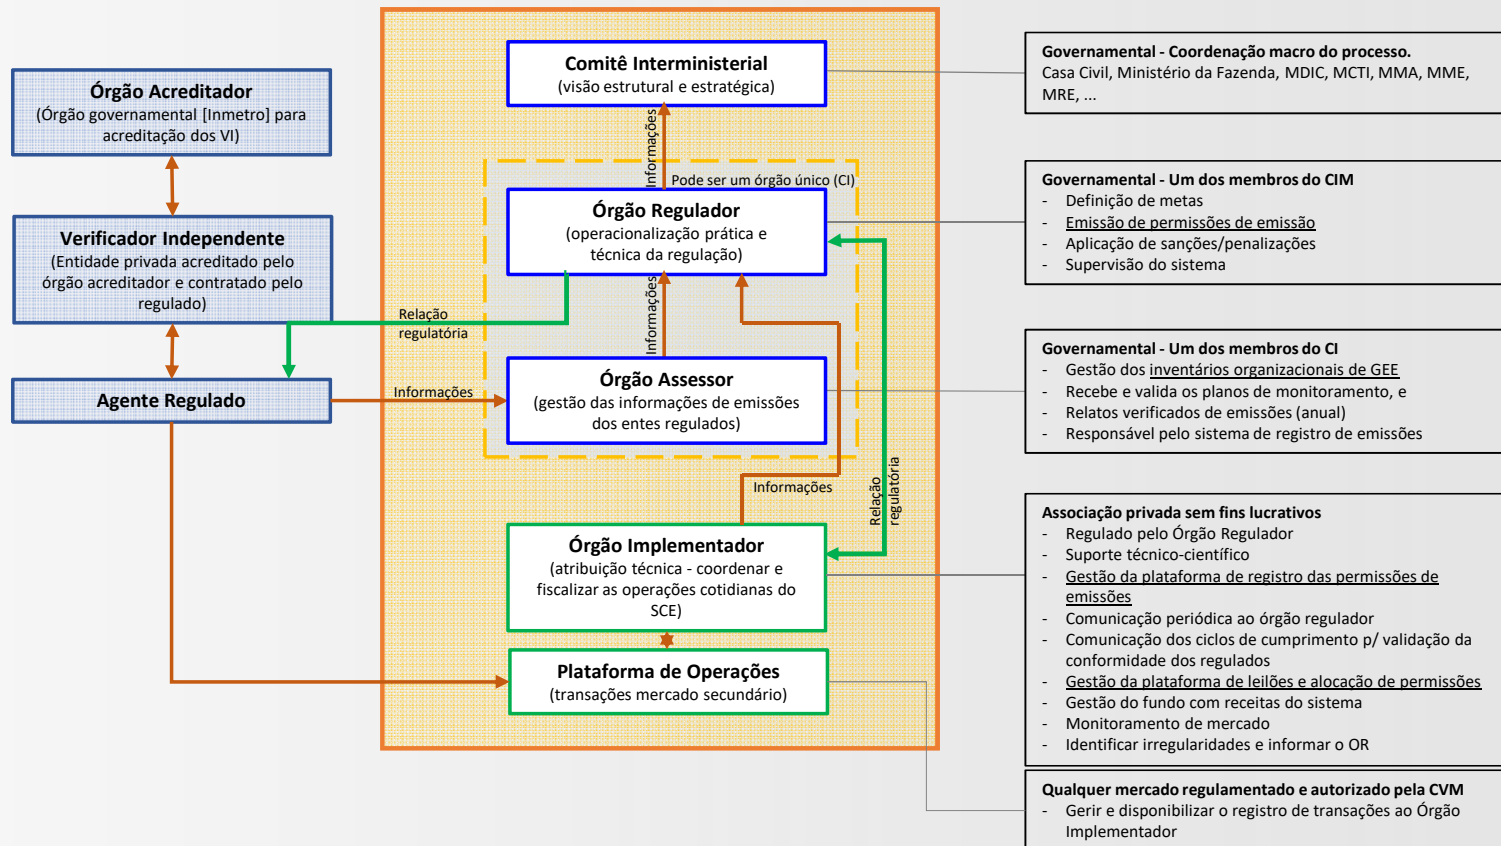 Órgão Acreditador
(Órgão governamental [Inmetro] para
acreditação dos VI)
Verificador Independente
(Entidade privada acreditado pelo
órgão acreditador e contratado pelo
regulado)
Agente Regulado
Relação
regulatória
Informações
Comitê Interministerial
(visão estrutural e estratégica)
Informações
Pode ser um órgão único (CI)
Órgão Regulador
(operacionalização prática e
técnica da regulação)
Informações
Órgão Assessor
(gestão das informações de emissões
dos entes regulados)
Informações
Relação
regulatória
Órgão Implementador
(atribuição técnica - coordenar e
fiscalizar as operações cotidianas do
SCE)
Plataforma de Operações
(transações mercado secundário)
Governamental - Coordenação macro do processo.
Casa Civil, Ministério da Fazenda, MDIC, MCTI, MMA, MME,
MRE, ...
Governamental - Um dos membros do CIM
- Definição de metas
- Emissão de permissões de emissão
- Aplicação de sanções/penalizações
- Supervisão do sistema
Governamental - Um dos membros do CI
- Gestão dos inventários organizacionais de GEE
- Recebe e valida os planos de monitoramento, e
- Relatos verificados de emissões (anual)
- Responsável pelo sistema de registro de emissões
Associação privada sem fins lucrativos
- Regulado pelo Órgão Regulador
- Suporte técnico-científico
- Gestão da plataforma de registro das permissões de
emissões
- Comunicação periódica ao órgão regulador
- Comunicação dos ciclos de cumprimento p/ validação da
conformidade dos regulados
- Gestão da plataforma de leilões e alocação de permissões
- Gestão do fundo com receitas do sistema
- Monitoramento de mercado
- Identificar irregularidades e informar o OR
Qualquer mercado regulamentado e autorizado pela CVM
- Gerir e disponibilizar o registro de transações ao Órgão
Implementador